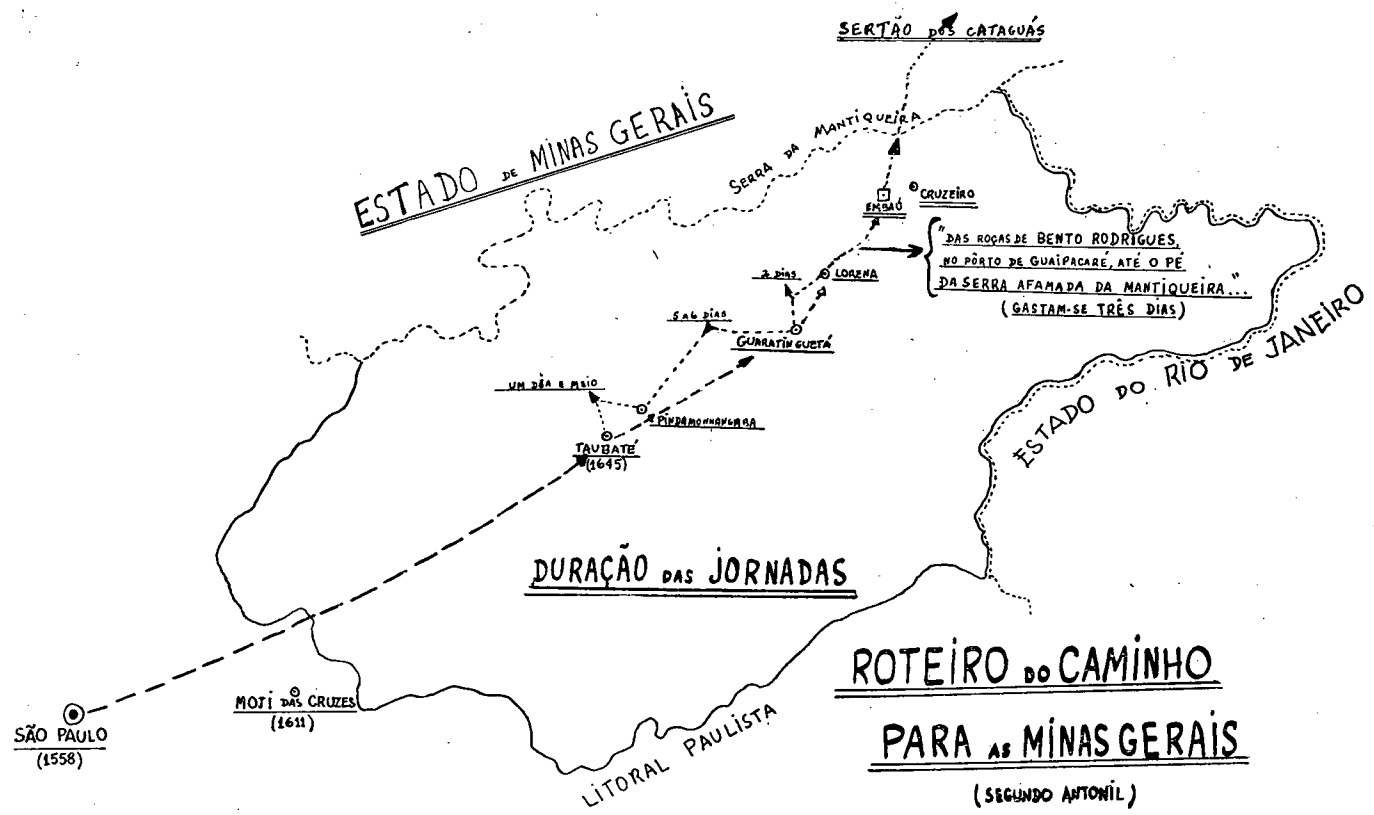 SERTÃO DOS CATAGUÁS
ESTADO DE MINAS GERAIS
SERRA DA MANTIQUEIRA
CRUZEIRO
EMBAÚ
"DAS ROÇAS DE BENTO RODRIGUES,
NO PÔRTO DE GUAIPACARÉ, ATÉ O PÉ
DA SERRA AFAMADA DA MANTIQUEIRA..."
(GASTAM-SE TRÊS DIAS)
2 DIAS
LORENA
5 A 6 DIAS
GUARATINGUETÁ
ESTADO DO RIO DE JANEIRO
UM DIA E MEIO
PINDAMONHANGABA
TAUBATÉ
(1645)
DURAÇÃO DAS JORNADAS
ROTEIRO DO CAMINHO
PARA AS MINAS GERAIS
(SEGUNDO ANTONIL)
MOJI DAS CRUZES
(1611)
SÃO PAULO
(1558)
LITORAL PAULISTA